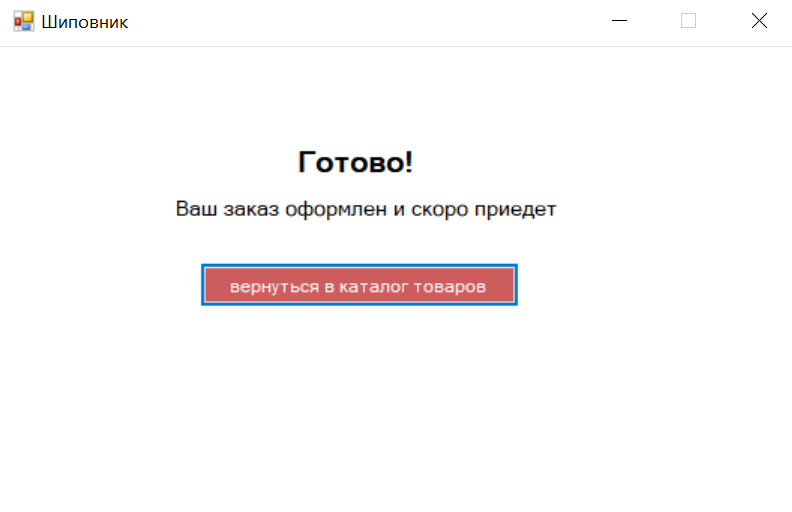 Шиповник
Готово!
Ваш заказ оформлен и скоро приедет
вернуться в каталог товаров